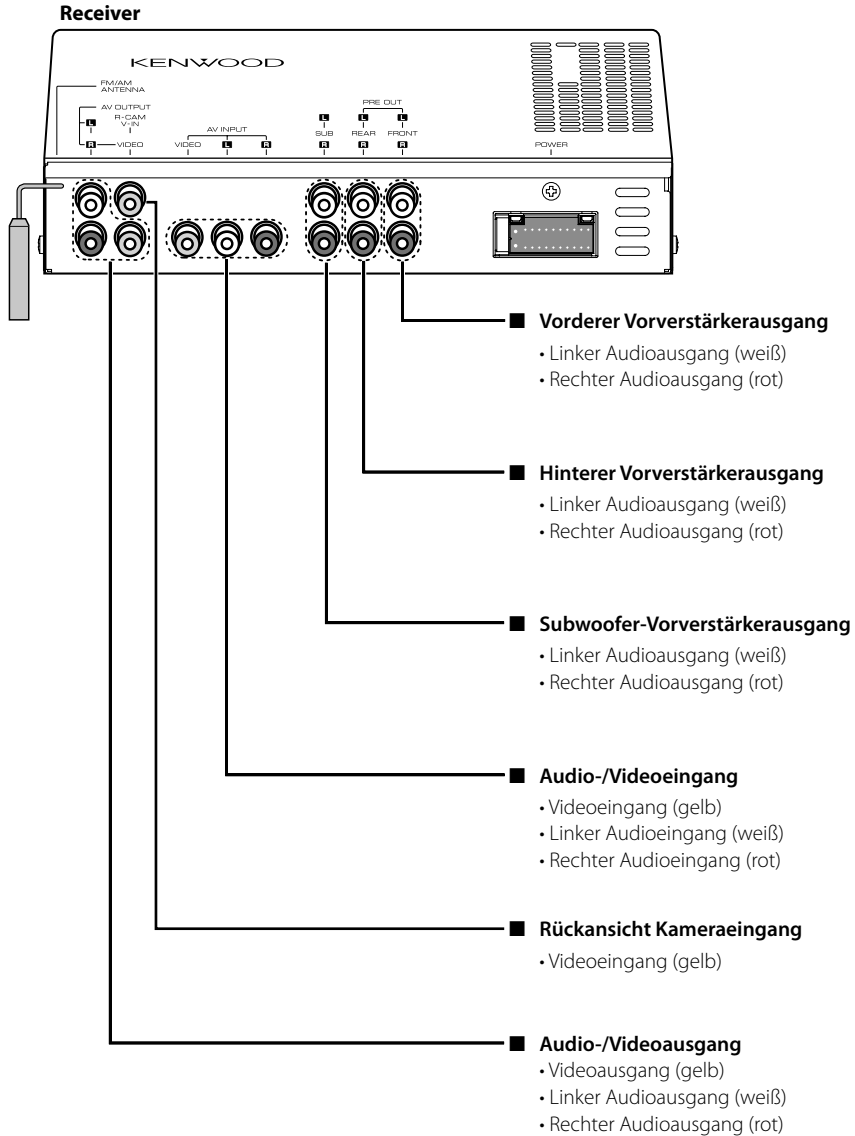 Receiver
KENWOOD
FM/AM
ANTENNA
AV OUTPUT
L
R-CAM
V-IN
R
VIDEO
AV INPUT
VIDEO
L
R
PRE OUT
L
L
L
SUB
REAR
FRONT
R
R
R
POWER
■ Vorderer Vorverstärkerausgang
• Linker Audioausgang (weiß)
• Rechter Audioausgang (rot)
■ Hinterer Vorverstärkerausgang
• Linker Audioausgang (weiß)
• Rechter Audioausgang (rot)
■ Subwoofer-Vorverstärkerausgang
• Linker Audioausgang (weiß)
• Rechter Audioausgang (rot)
■ Audio-/Videoeingang
• Videoeingang (gelb)
• Linker Audioeingang (weiß)
• Rechter Audioeingang (rot)
■ Rückansicht Kameraeingang
• Videoeingang (gelb)
■ Audio-/Videoausgang
• Videoausgang (gelb)
• Linker Audioausgang (weiß)
• Rechter Audioausgang (rot)